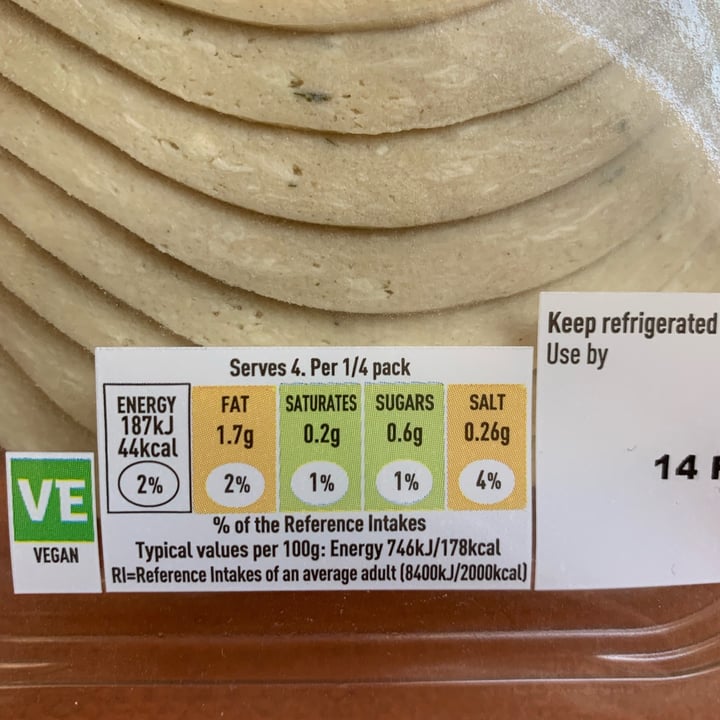 Serves 4. Per 1/4 pack
ENERGY
187kJ
44kcal
2%
FAT
1.7g
2%
SATURATES
0.2g
1%
SUGARS
0.6g
1%
SALT
0.26g
4%
% of the Reference Intakes
Typical values per 100g: Energy 746kJ/178kcal
RI=Reference Intakes of an average adult (8400kJ/2000kcal)
VE
VEGAN
Keep refrigerated
Use by
14